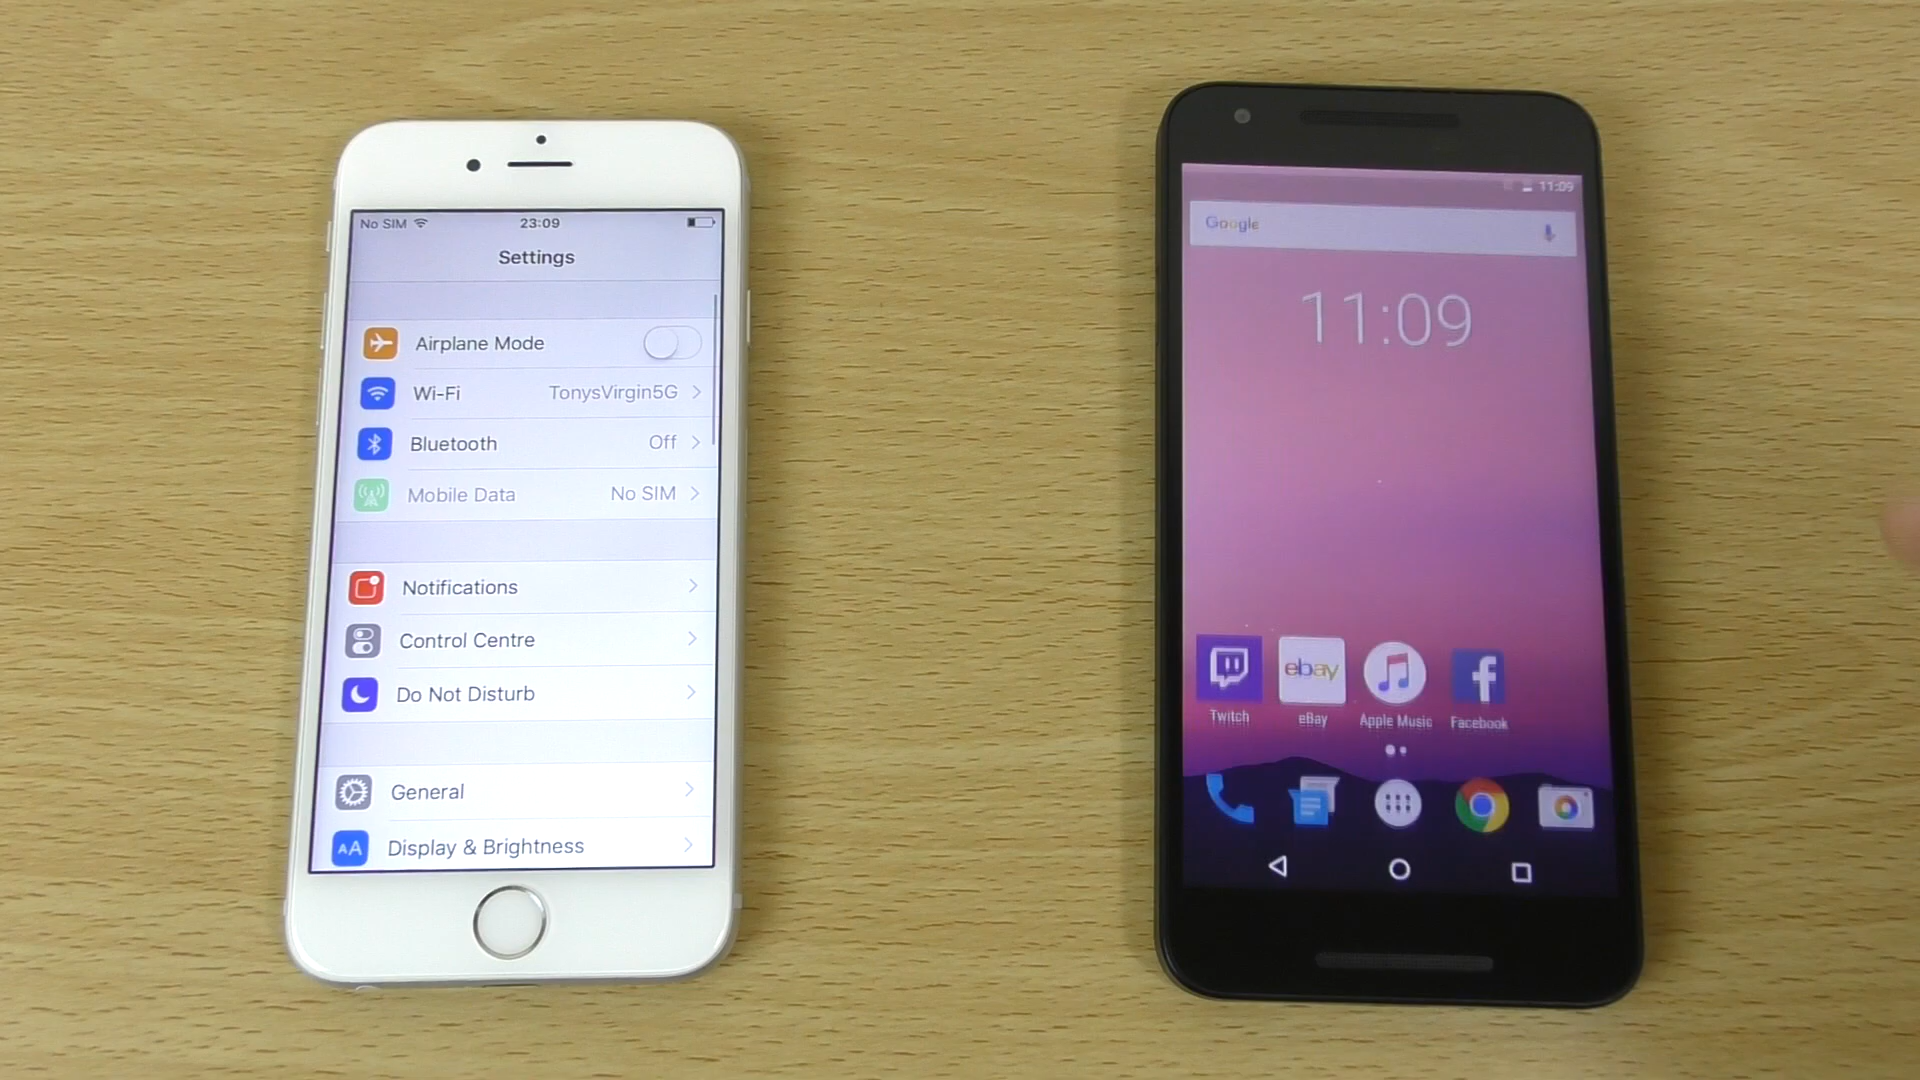 No SIM 23:09
Settings
Airplane Mode
Wi-Fi TonysVirgin5G
Bluetooth Off
Mobile Data No SIM
Notifications
Control Centre
Do Not Disturb
General
AA Display & Brightness
11:09
Google
11:09
ebay
Twitch eBay Apple Music Facebook